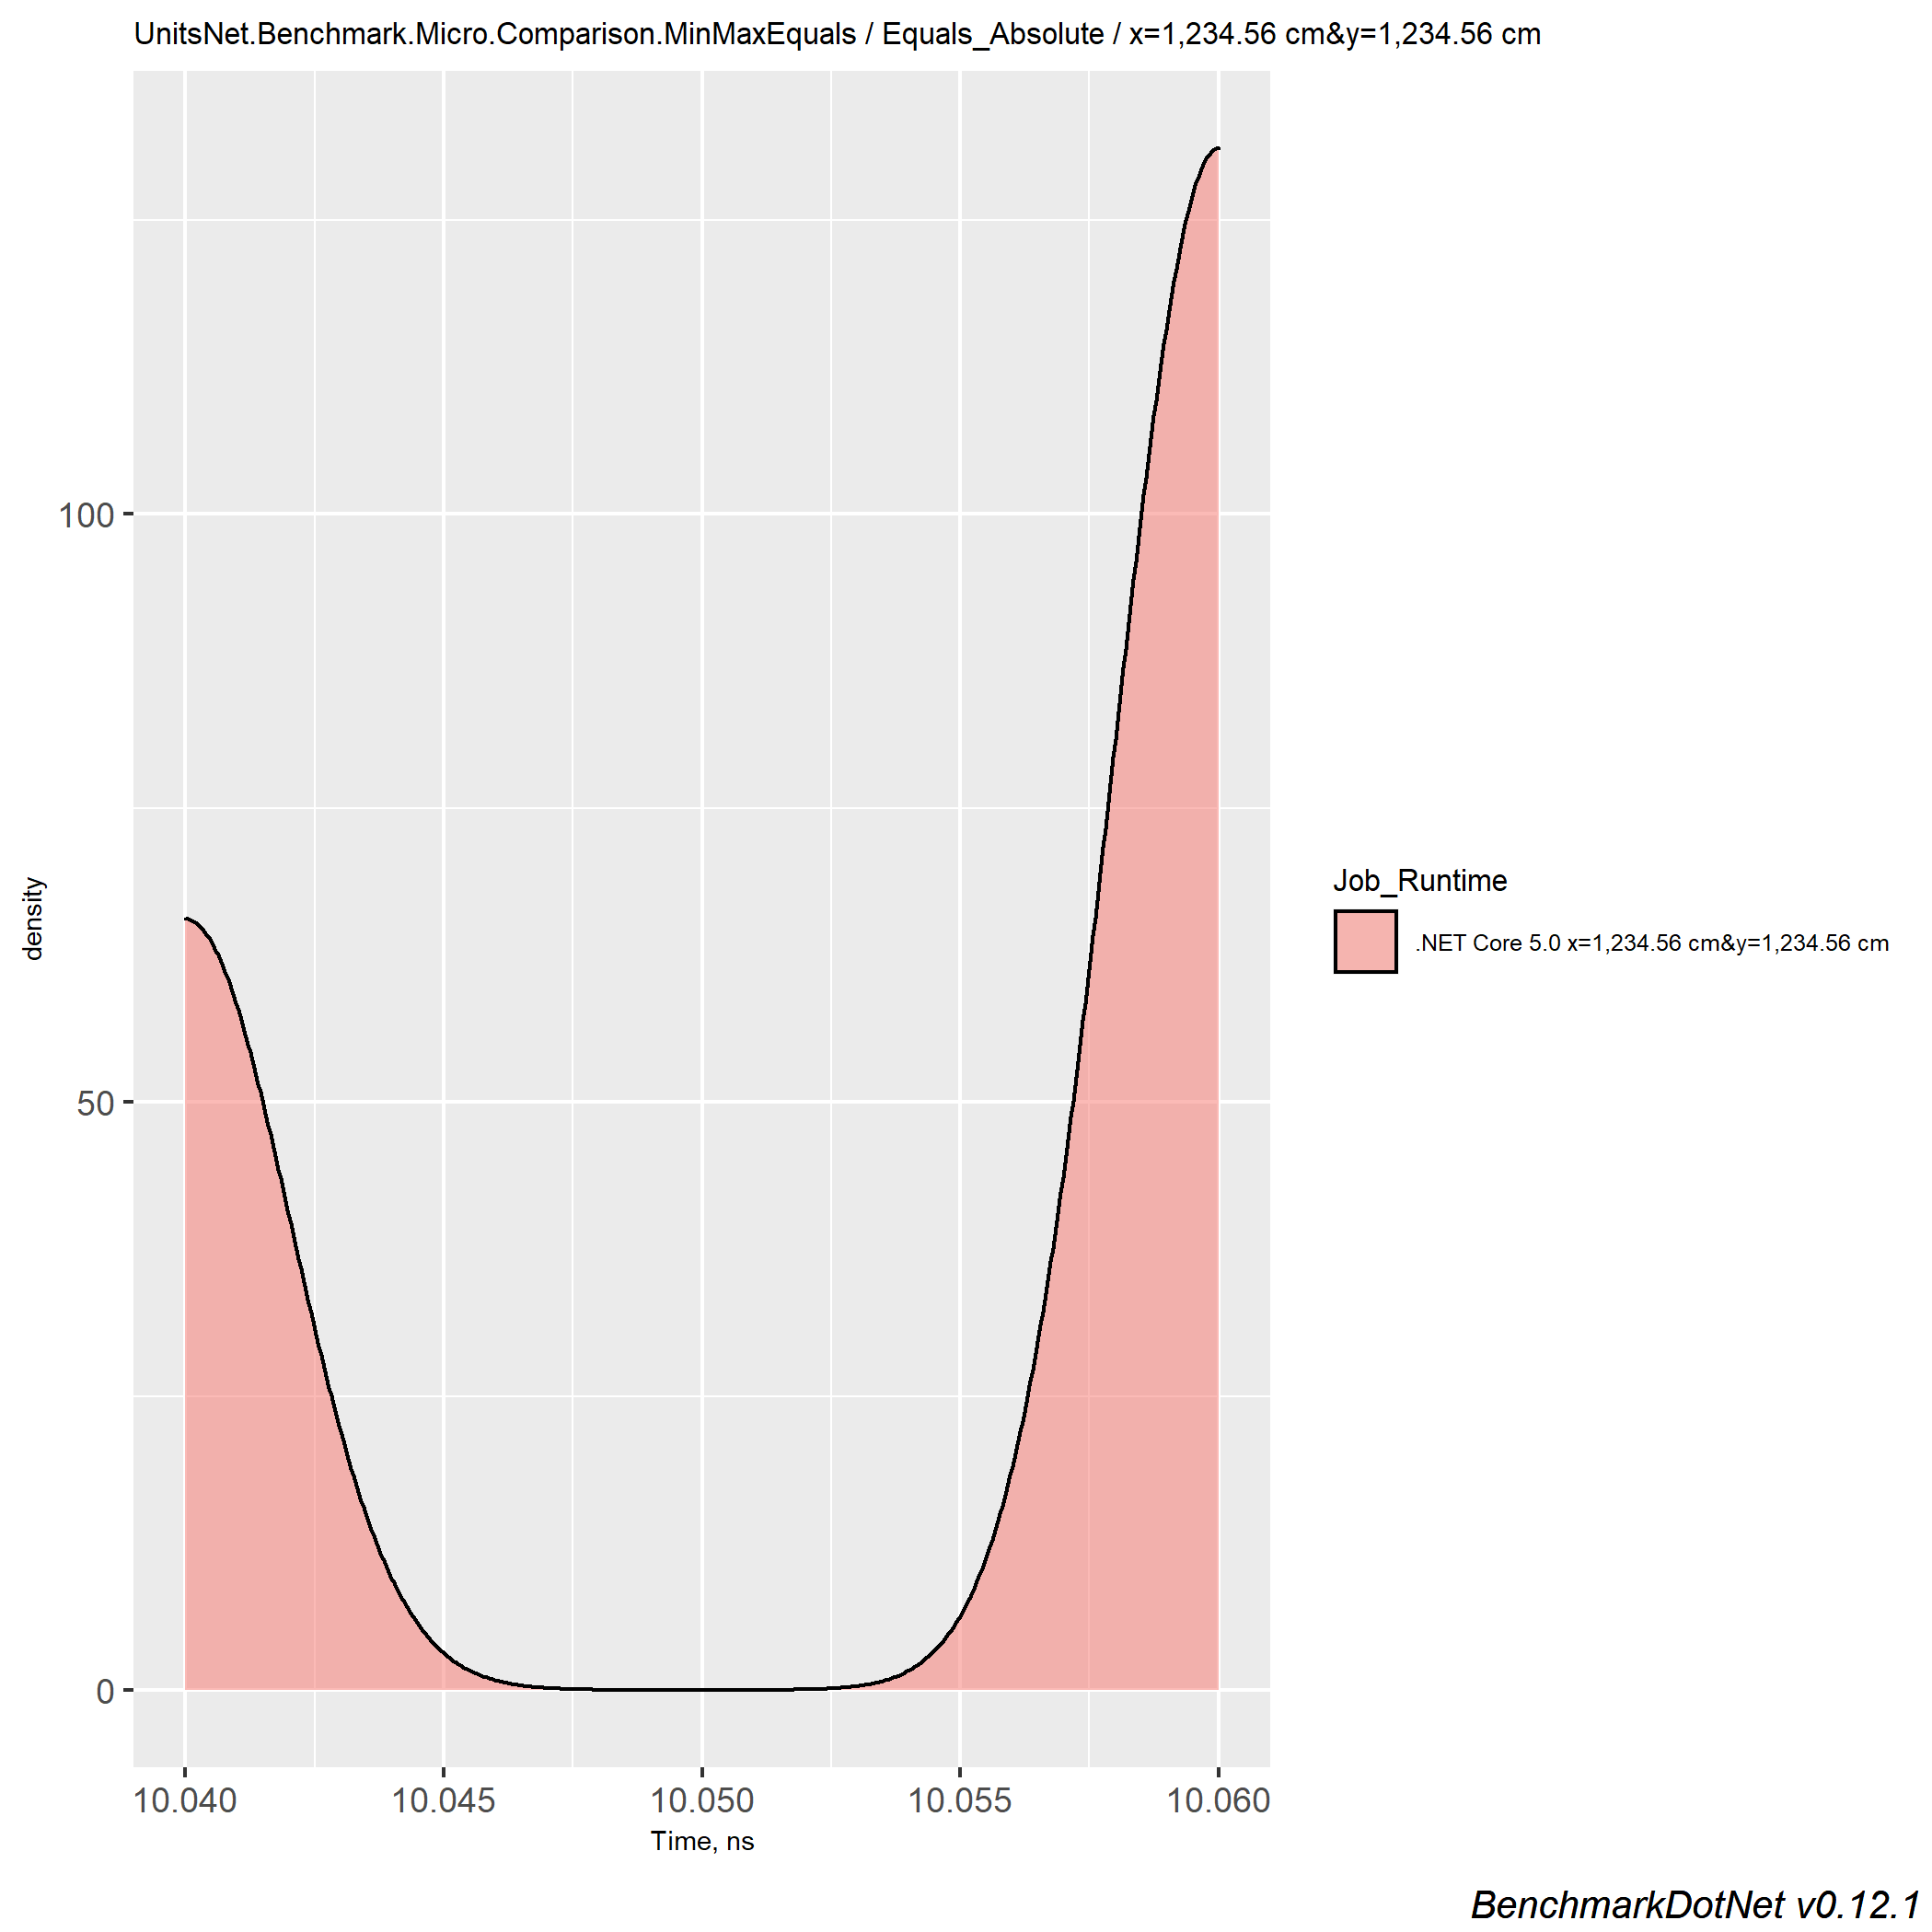 UnitsNet.Benchmark.Micro.Comparison.MinMaxEquals / Equals_Absolute / x=1,234.56 cm&y=1,234.56 cm
100
50
0
density
10.040 10.045 10.050 10.055 10.060
Time, ns
Job_Runtime
.NET Core 5.0 x=1,234.56 cm&y=1,234.56 cm
BenchmarkDotNet v0.12.1